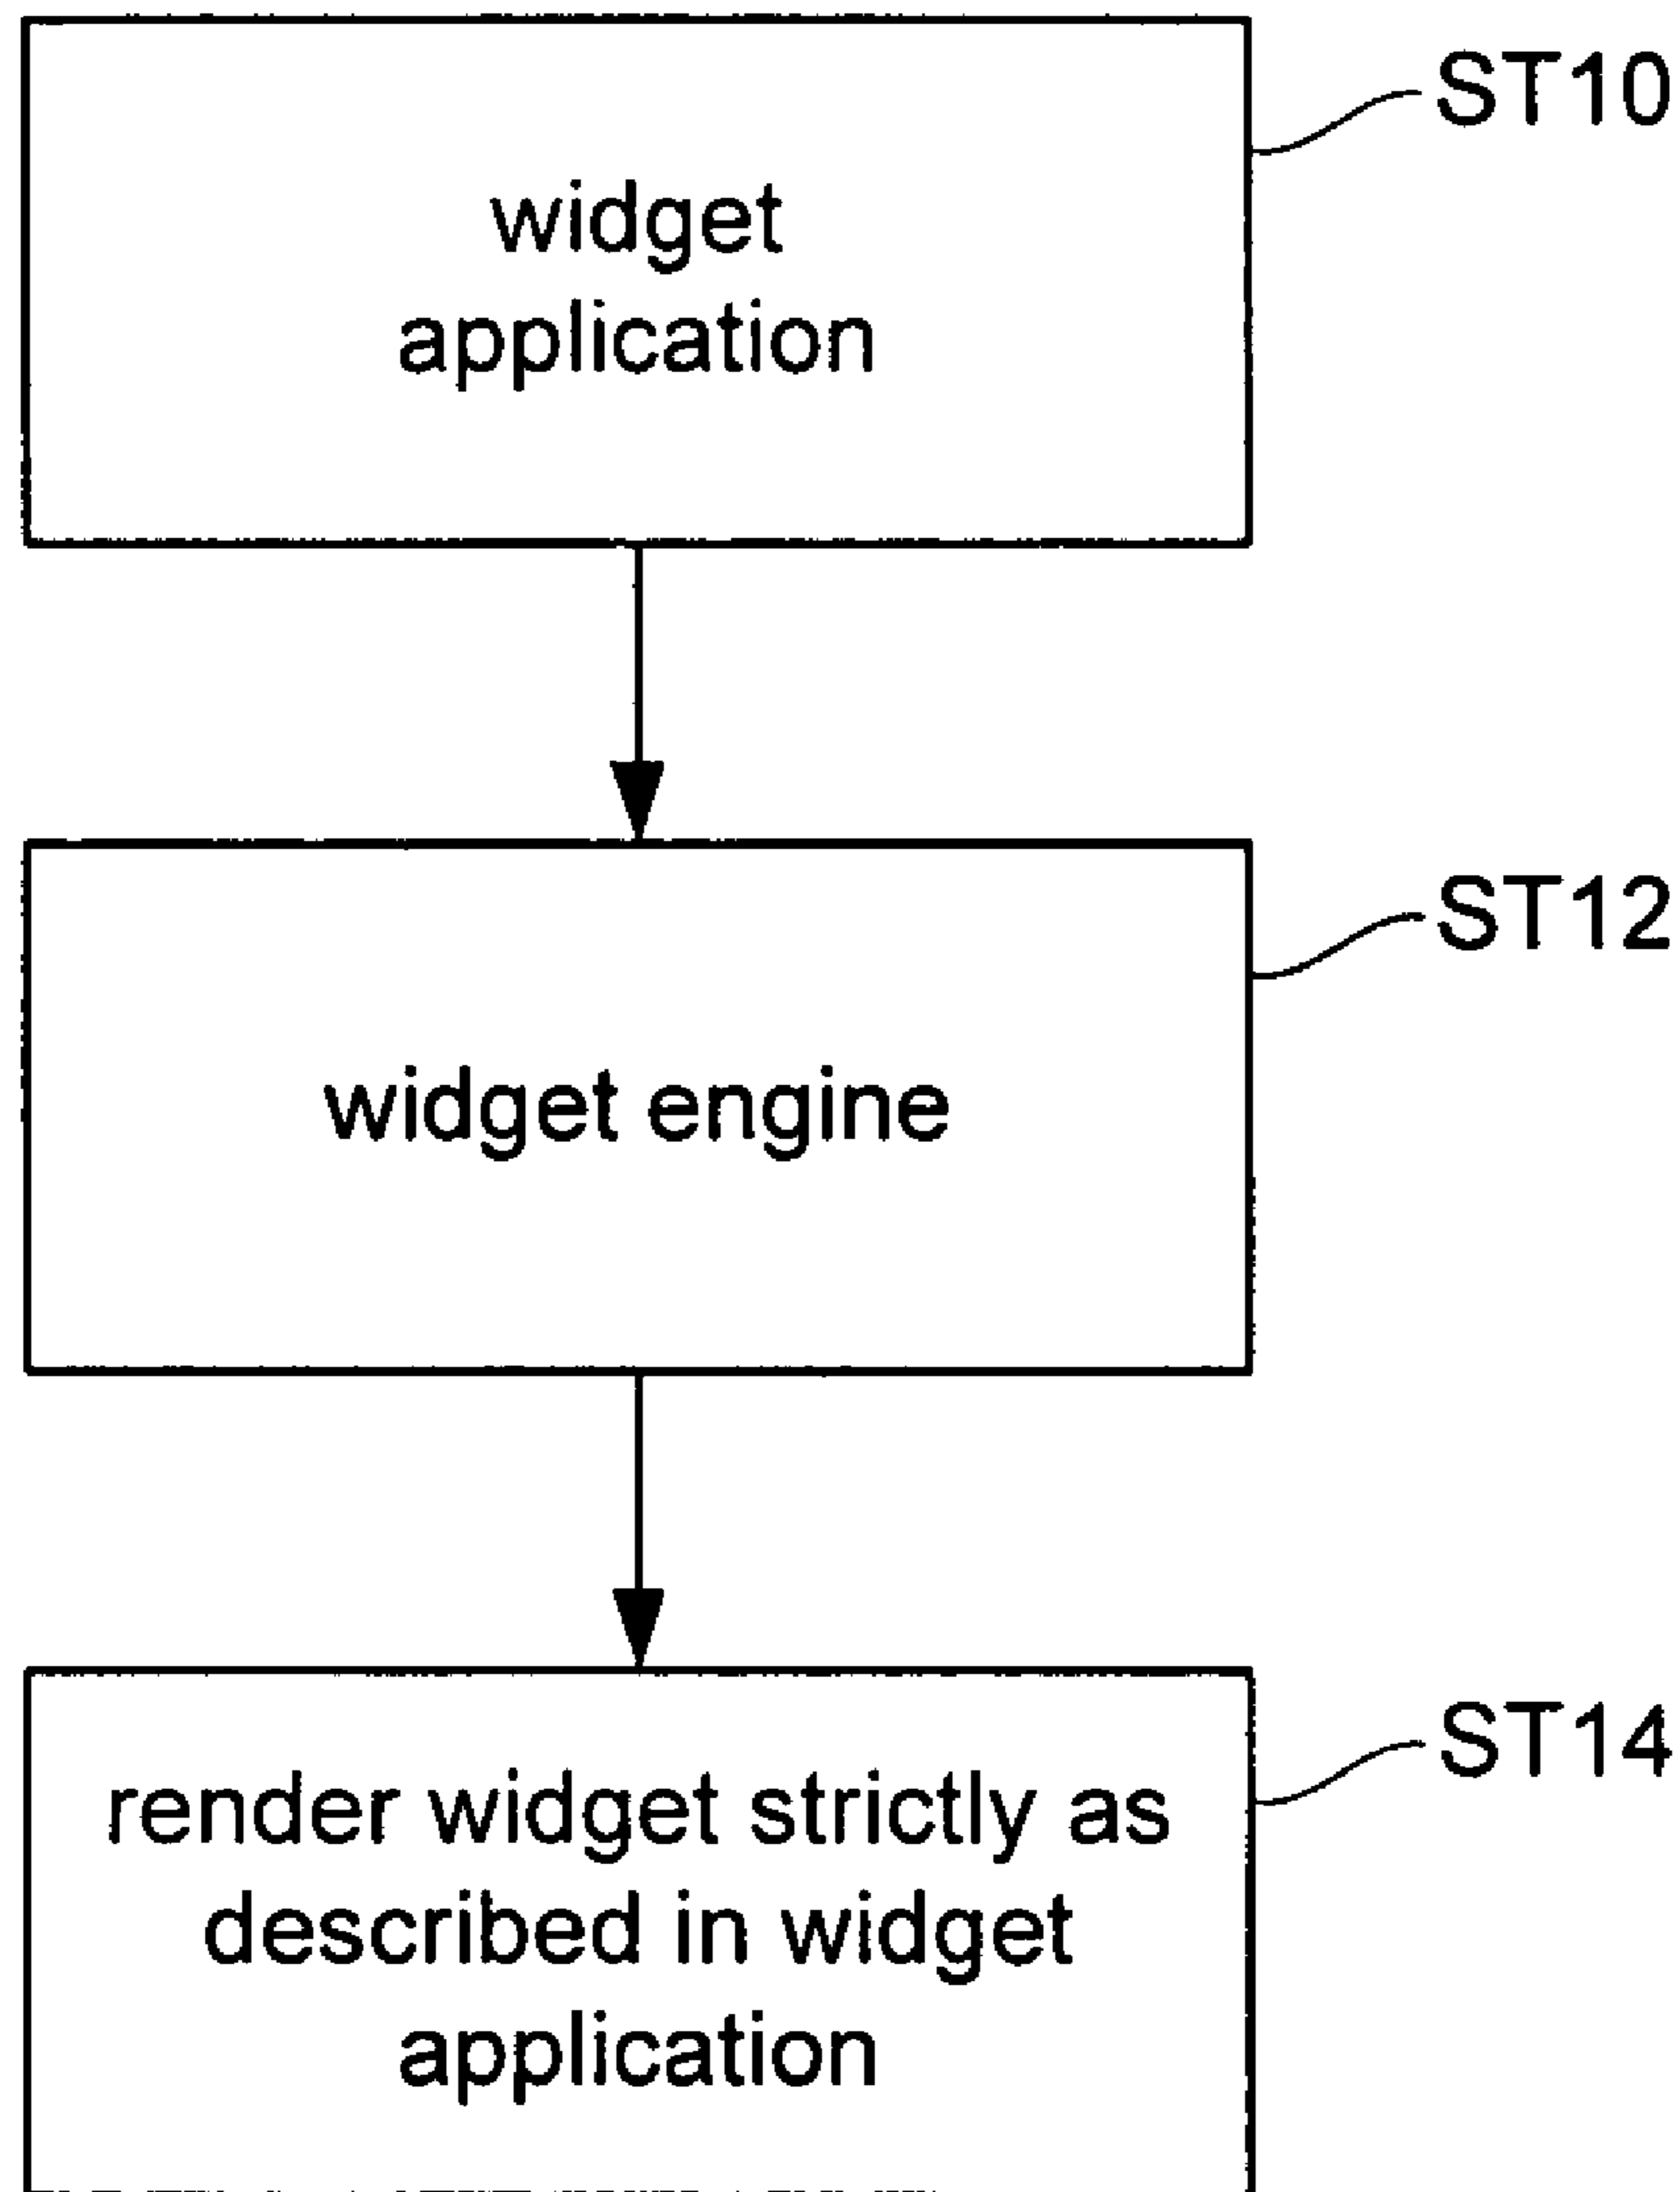 ST10
widget
application
ST12
widget engine
ST14
render widget strictly as
described in widget
application